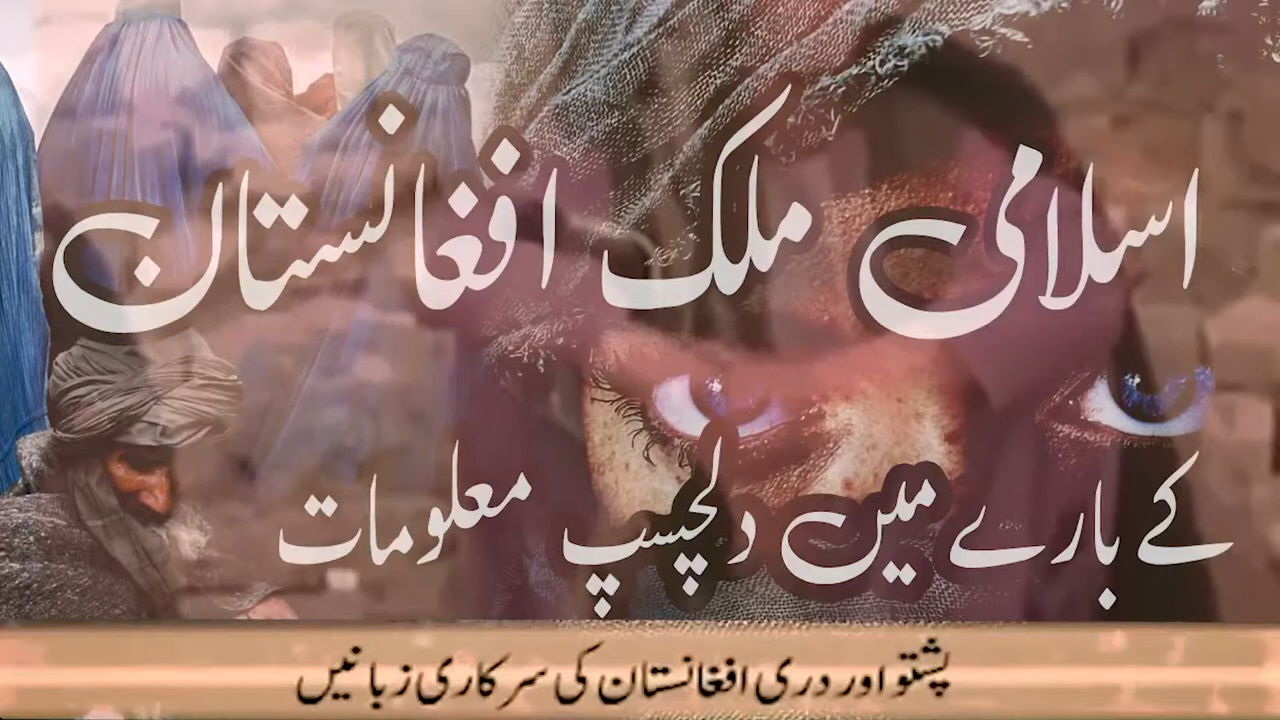 اسلامی ملک افغانستان
کے بارے میں دلچسپ معلومات
پشتو اور دری افغانستان کی سرکاری زبانیں